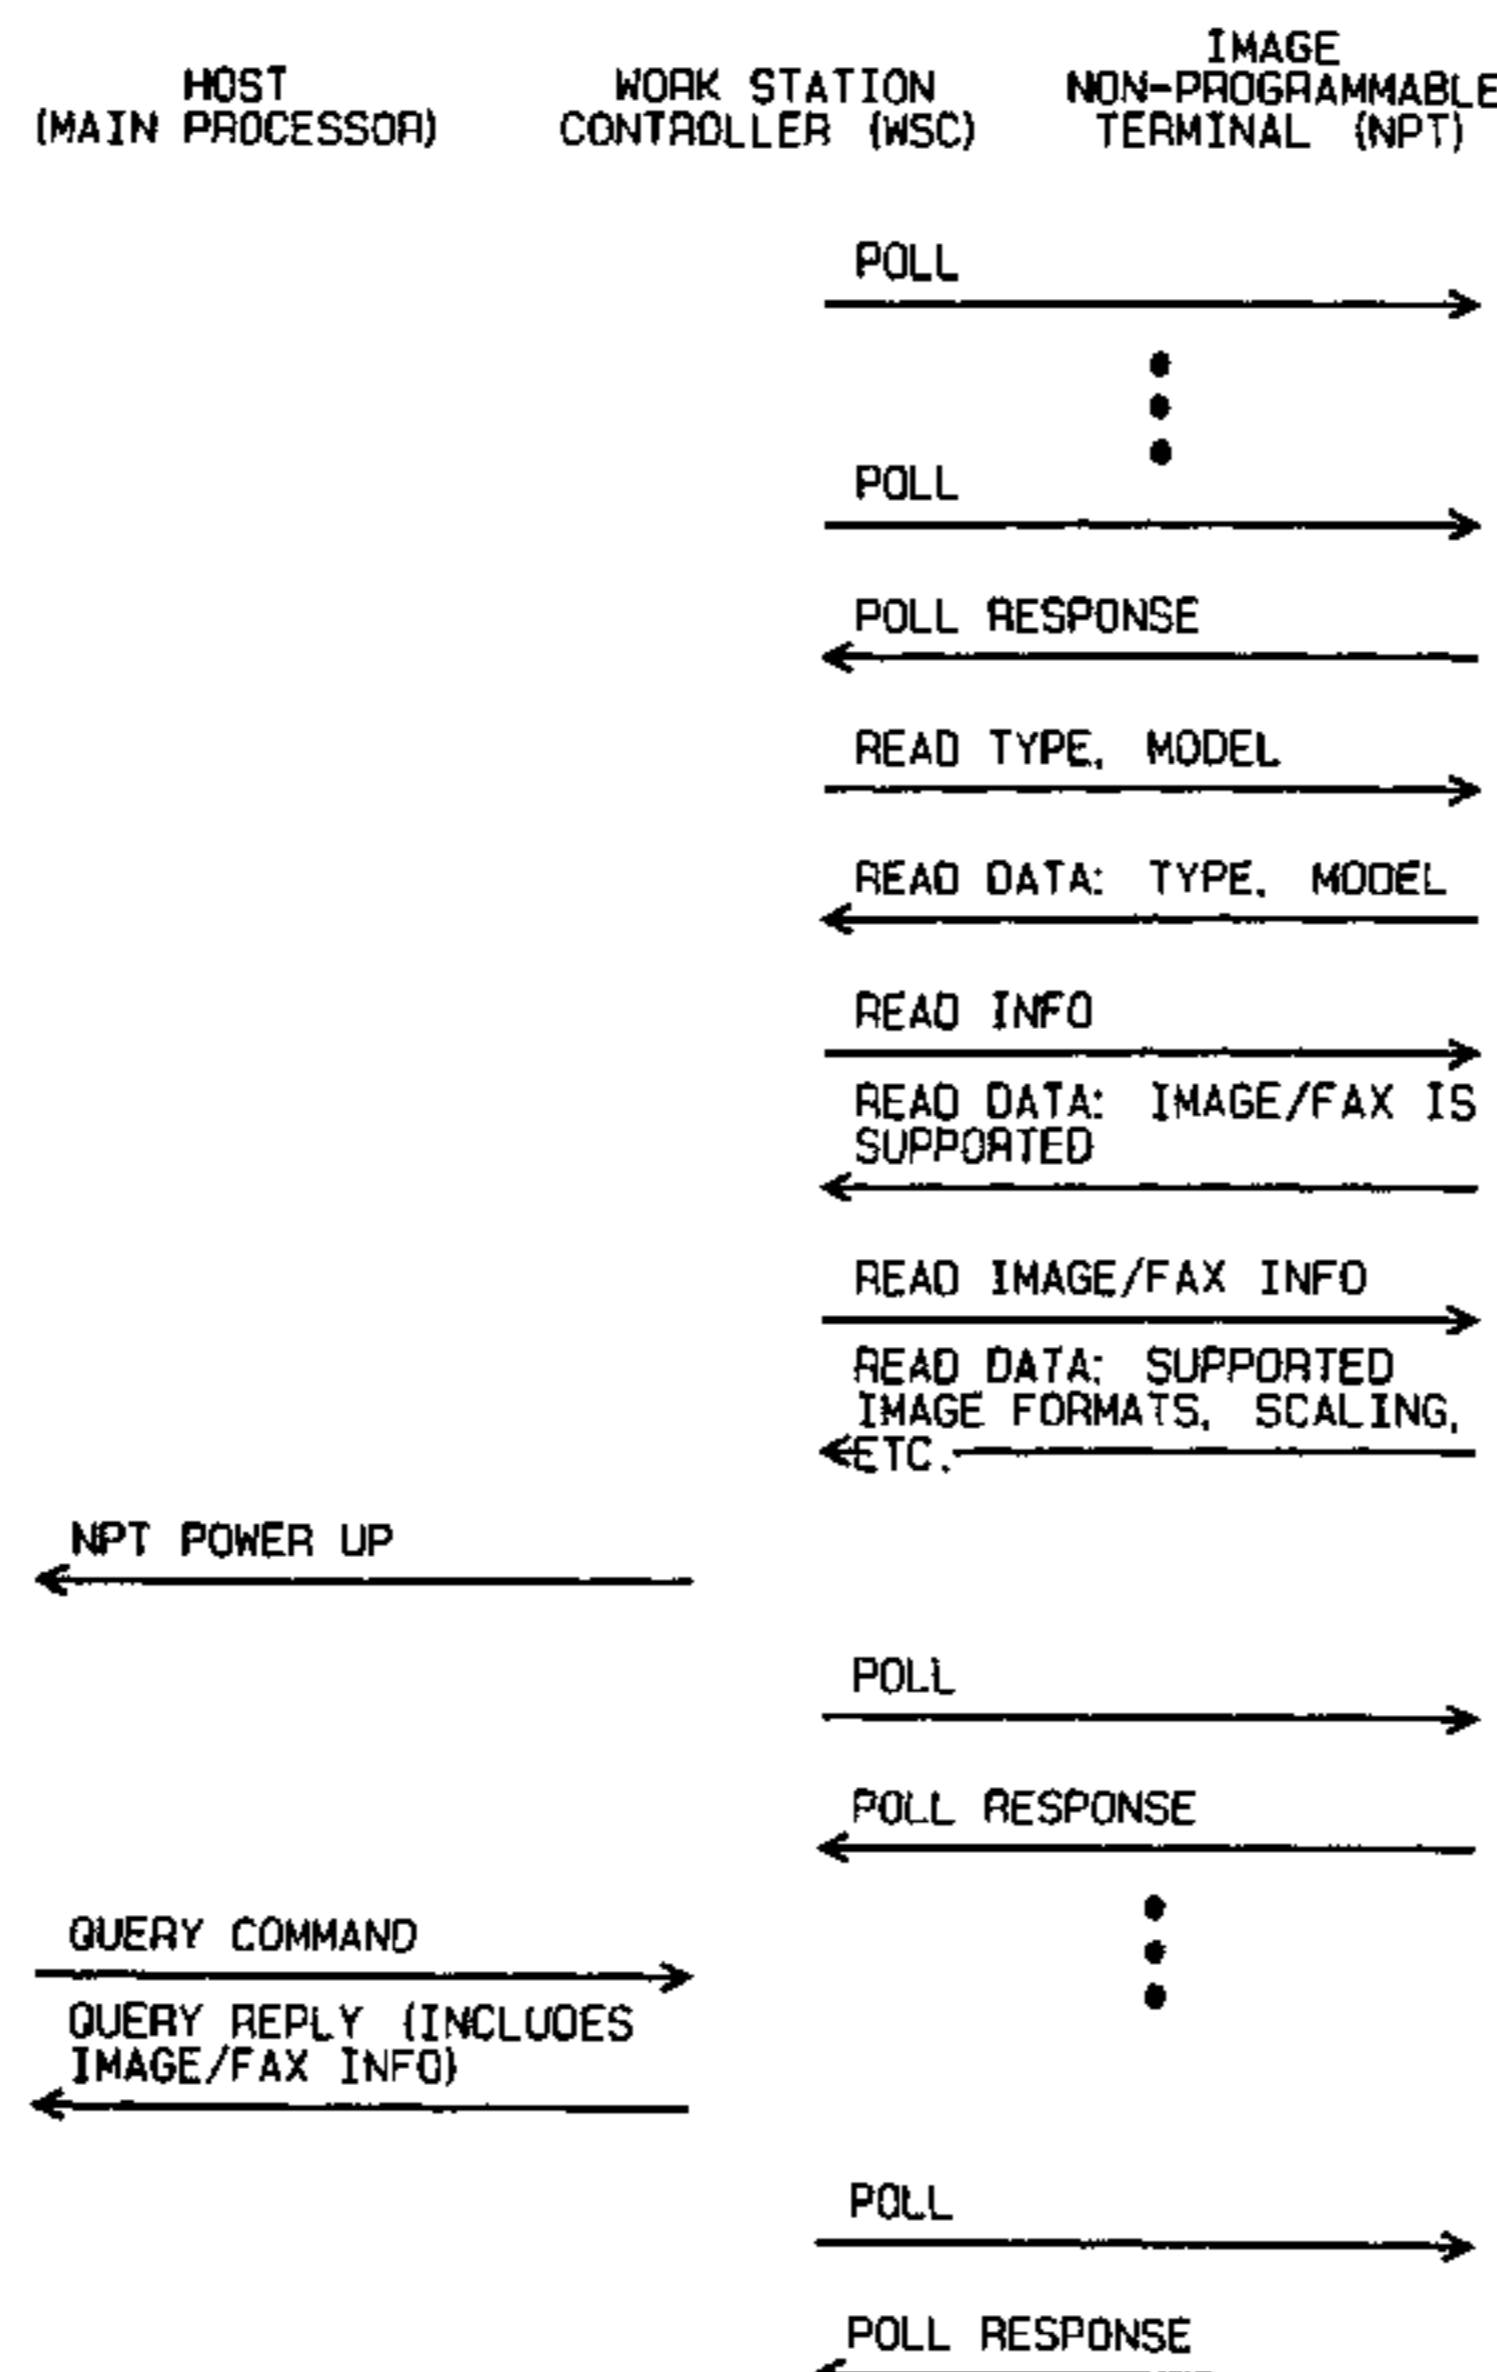 HOST
(MAIN PROCESSOR)
WORK STATION
CONTROLLER (WSC)
IMAGE
NON-PROGRAMMABLE
TERMINAL (NPT)
POLL
POLL
POLL RESPONSE
READ TYPE, MODEL
READ DATA: TYPE, MODEL
READ INFO
READ DATA: IMAGE/FAX IS
SUPPORTED
READ IMAGE/FAX INFO
READ DATA: SUPPORTED
IMAGE FORMATS, SCALING,
ETC.
NPT POWER UP
POLL
POLL RESPONSE
QUERY COMMAND
QUERY REPLY (INCLUDES
IMAGE/FAX INFO)
POLL
POLL RESPONSE